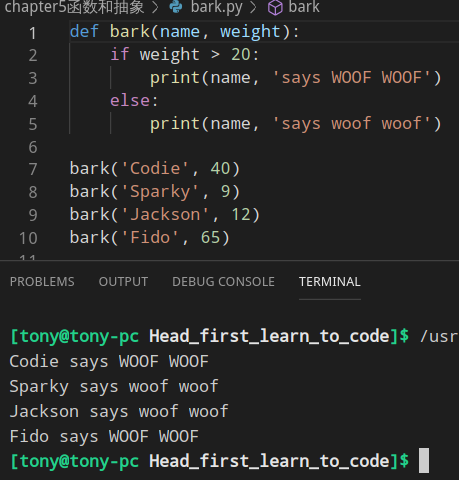 chapter5函数和抽象 > bark.py > bark
1 def bark(name, weight):
2     if weight > 20:
3         print(name, 'says WOOF WOOF')
4     else:
5         print(name, 'says woof woof')
6
7 bark('Codie', 40)
8 bark('Sparky', 9)
9 bark('Jackson', 12)
10 bark('Fido', 65)
11
PROBLEMS OUTPUT DEBUG CONSOLE TERMINAL
[tony@tony-pc Head_first_learn_to_code]$ /usr
Codie says WOOF WOOF
Sparky says woof woof
Jackson says woof woof
Fido says WOOF WOOF
[tony@tony-pc Head_first_learn_to_code]$